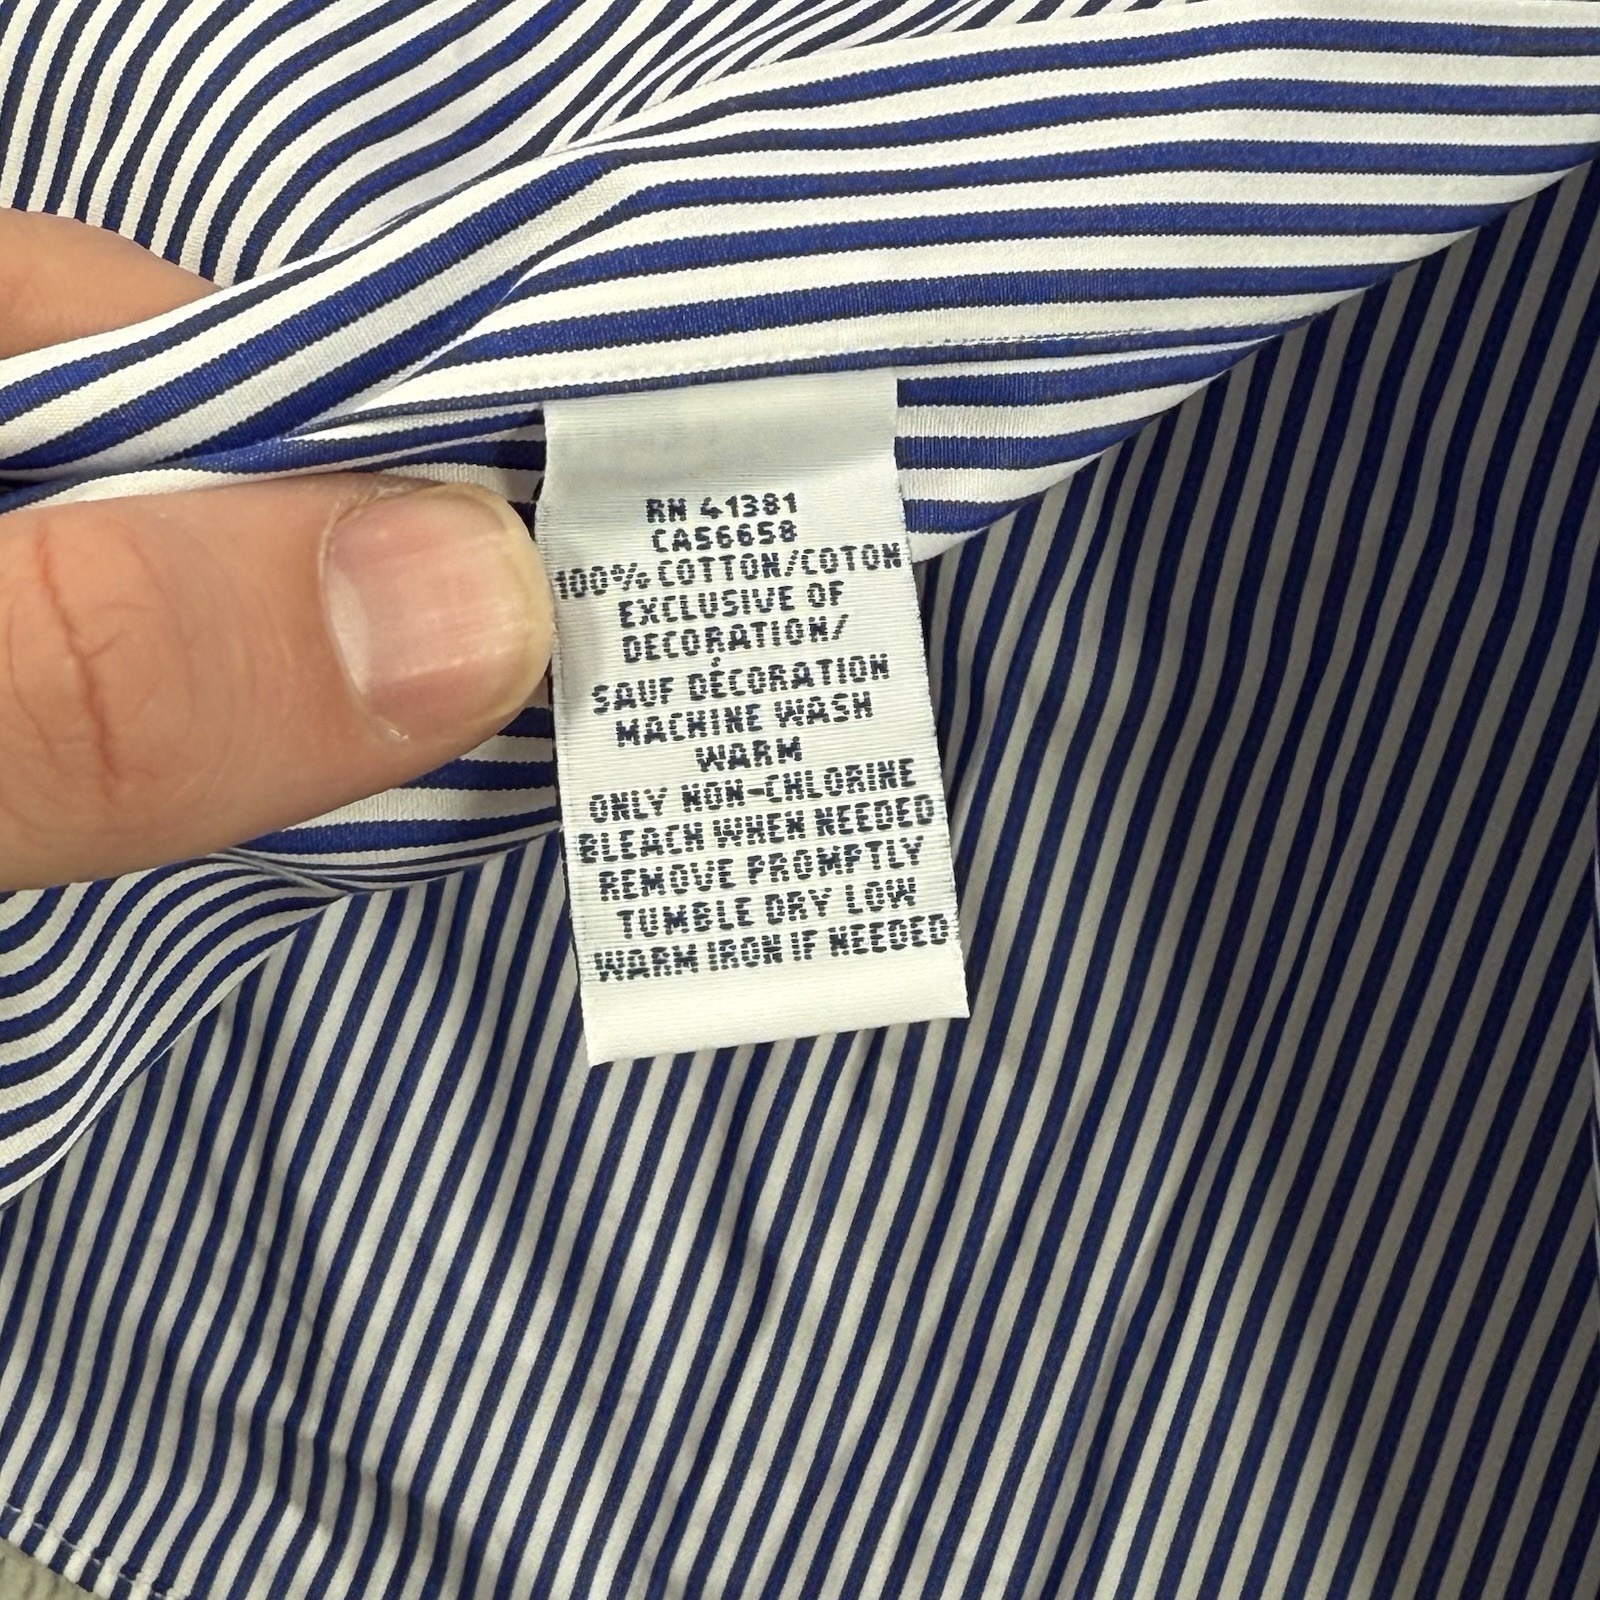 RN 41381
CA56658
100% COTTON/COTON
EXCLUSIVE OF
DECORATION/
SAUF DÉCORATION
MACHINE WASH
WARM
ONLY NON-CHLORINE
BLEACH WHEN NEEDED
REMOVE PROMPTLY
TUMBLE DRY LOW
WARM IRON IF NEEDED